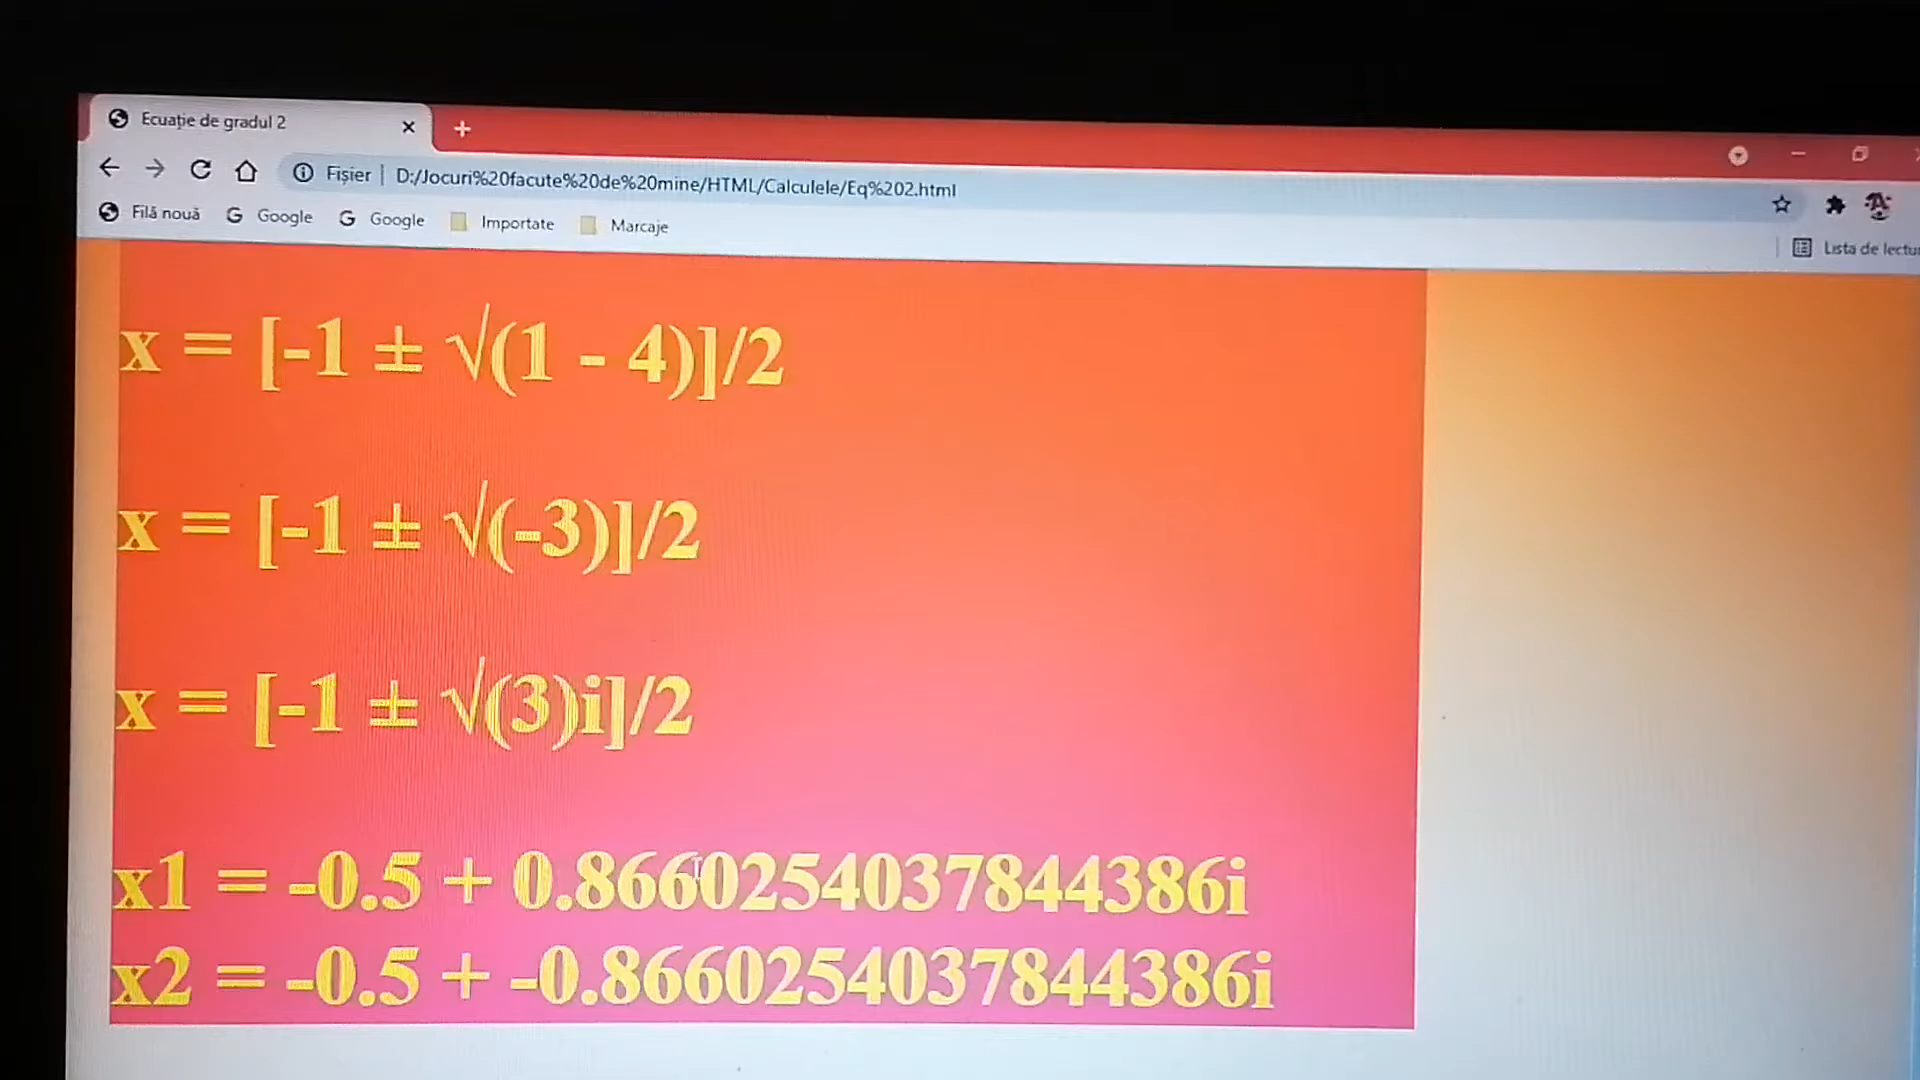 Ecuație de gradul 2
Fișier | D:/Jocuri%20facute%20de%20mine/HTML/Calculele/Eq%202.html
Filă nouă Google Google Importate Marcaje
Lista de lectu
x = [-1 ± √(1 - 4)]/2
x = [-1 ± √(-3)]/2
x = [-1 ± √(3)i]/2
x1 = -0.5 + 0.8660254037844386i
x2 = -0.5 + -0.8660254037844386i